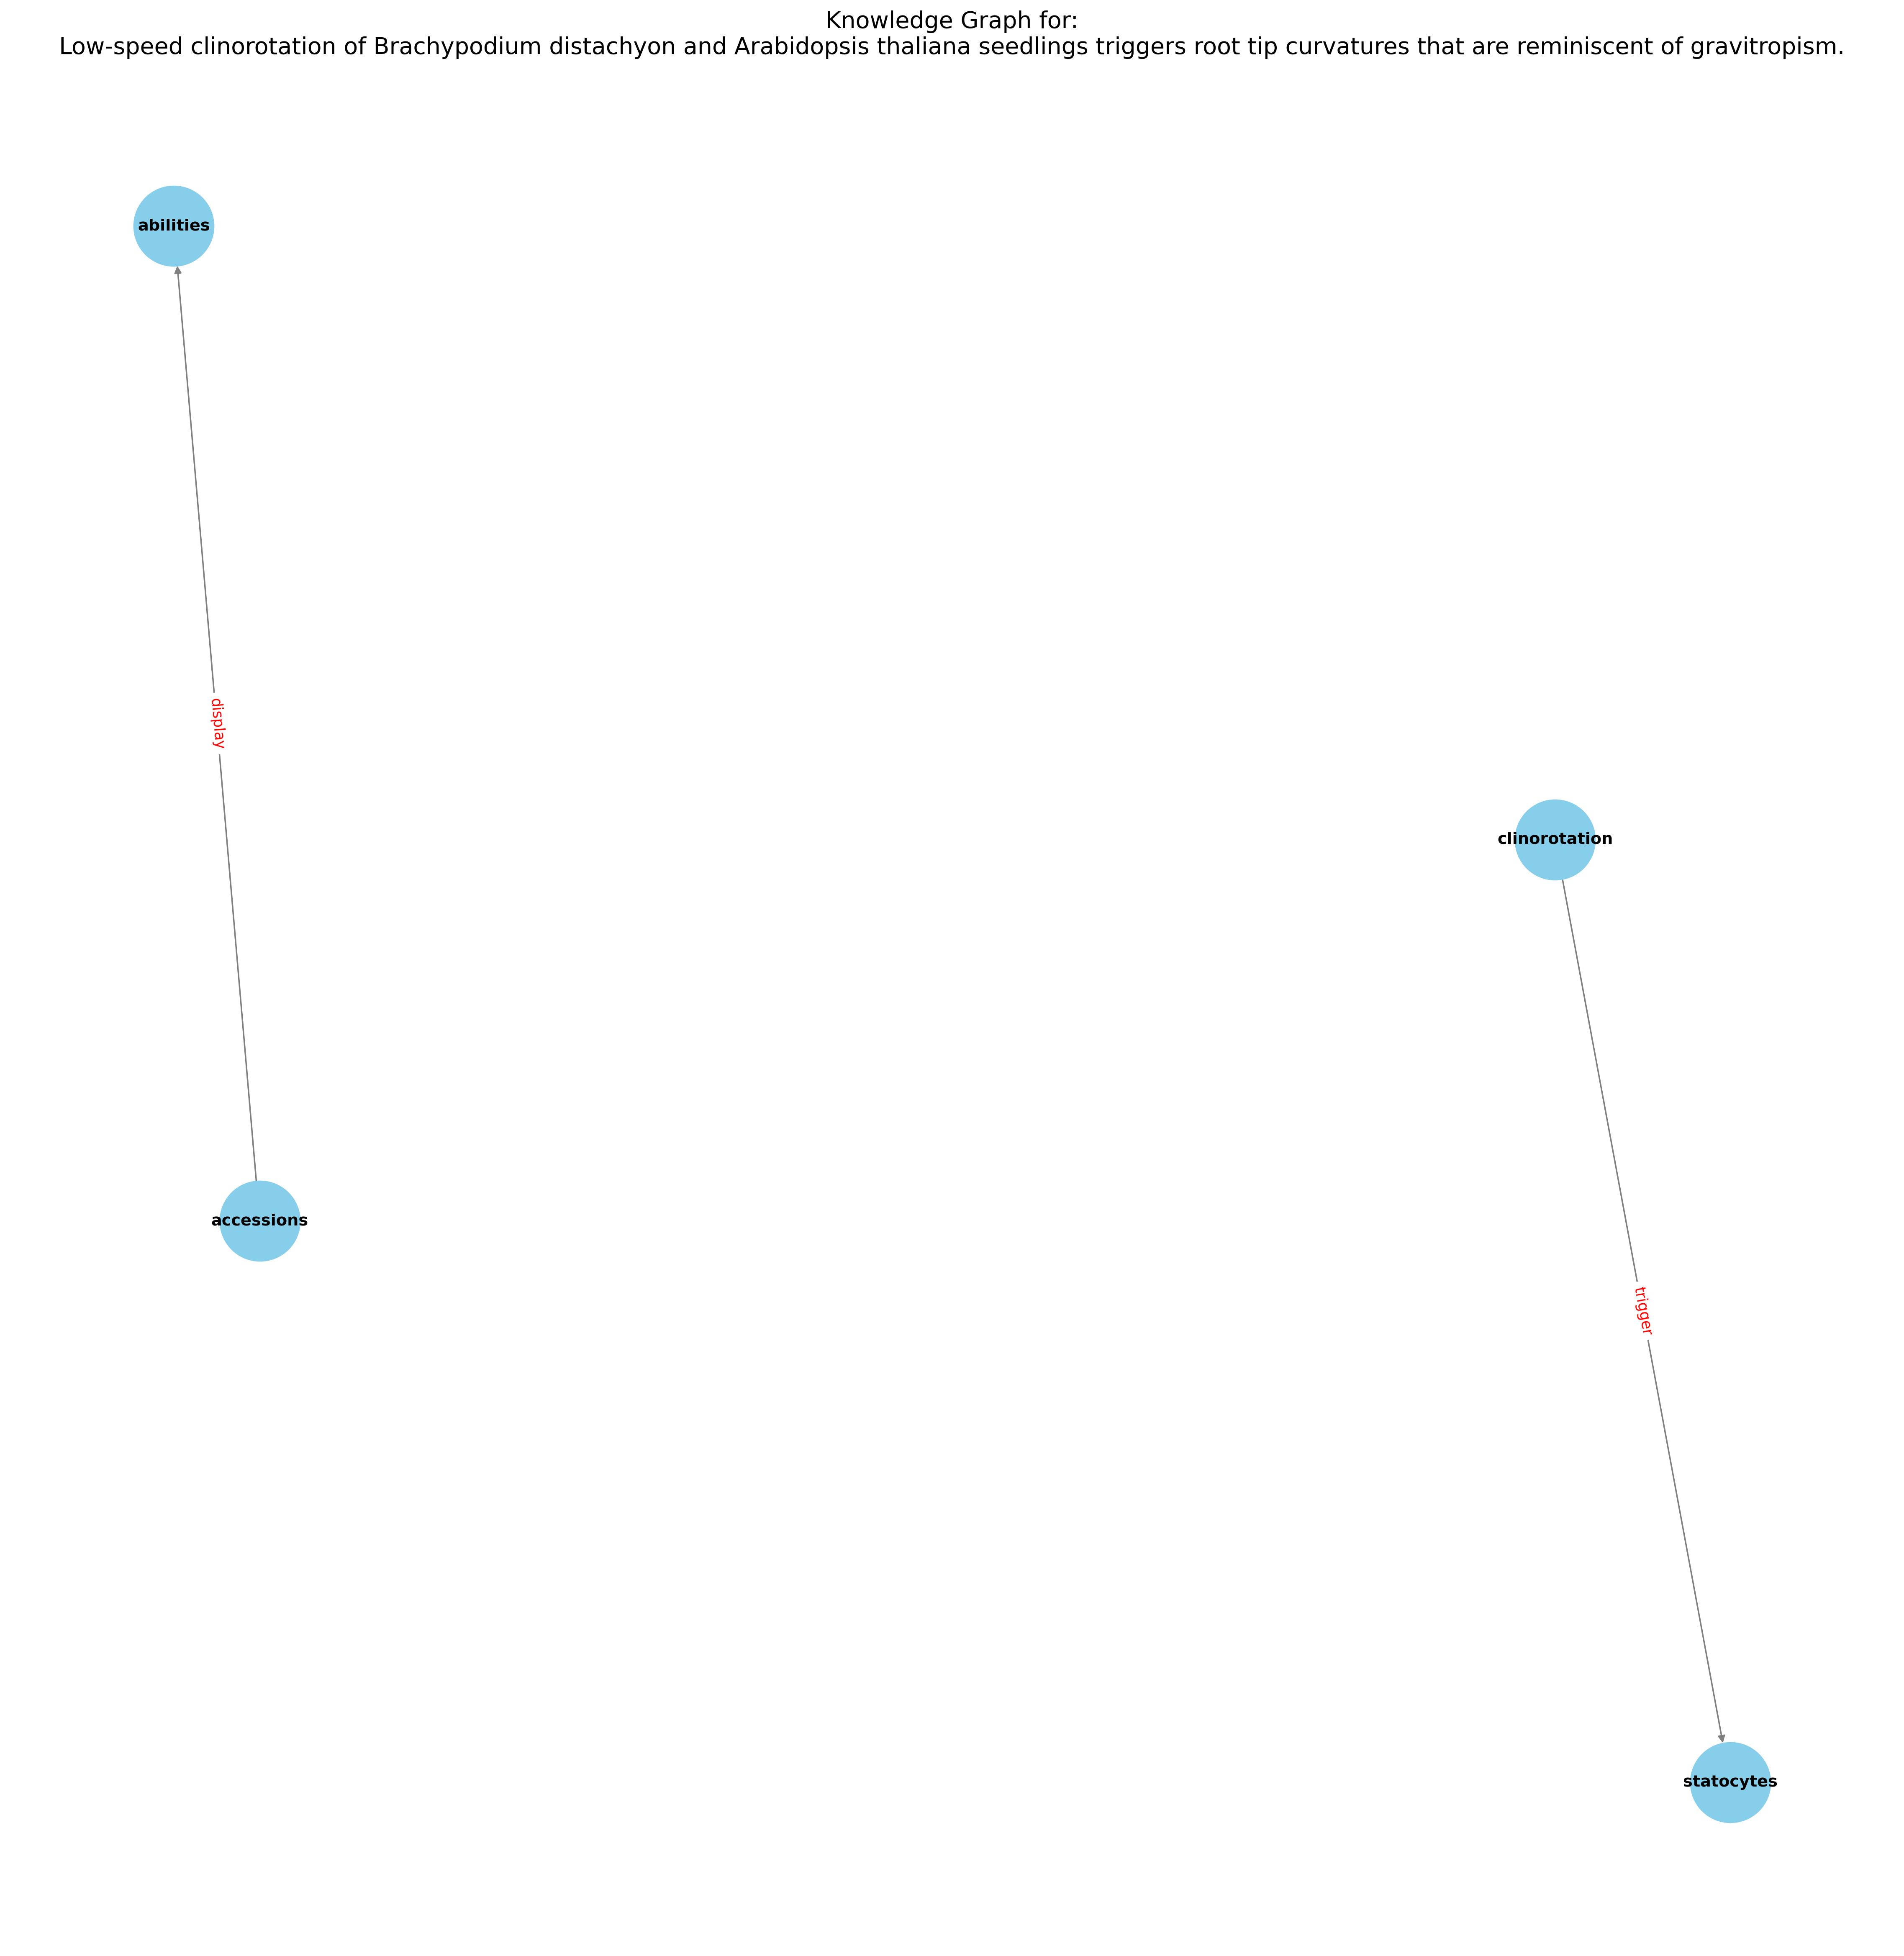 Knowledge Graph for:
Low-speed clinorotation of Brachypodium distachyon and Arabidopsis thaliana seedlings triggers root tip curvatures that are reminiscent of gravitropism.
abilities
display
clinorotation
accessions
trigger
statocytes